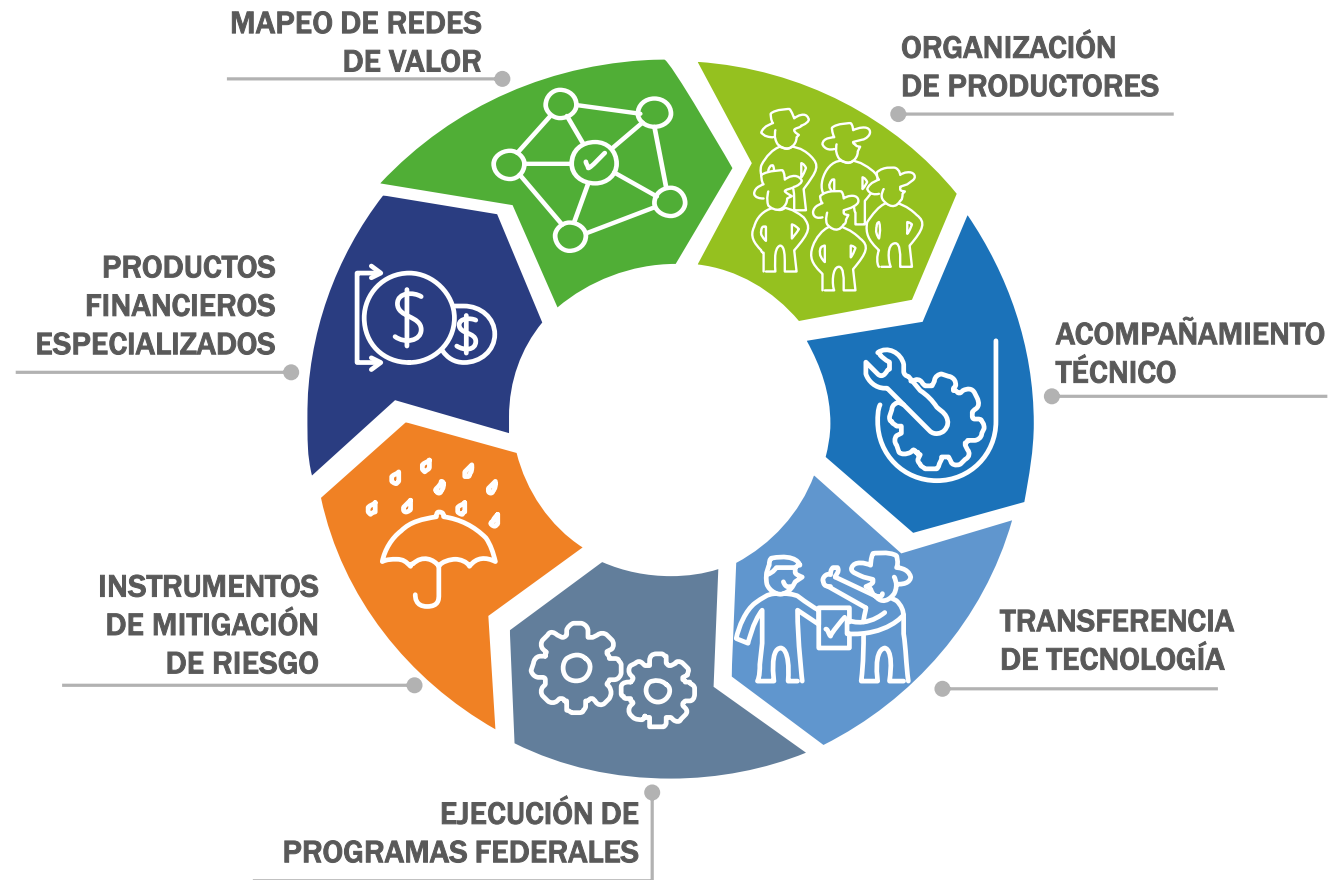 MAPEO DE REDES
DE VALOR
ORGANIZACIÓN
DE PRODUCTORES
ACOMPAÑAMIENTO
TÉCNICO
TRANSFERENCIA
DE TECNOLOGÍA
EJECUCIÓN DE
PROGRAMAS FEDERALES
INSTRUMENTOS
DE MITIGACIÓN
DE RIESGO
PRODUCTOS
FINANCIEROS
ESPECIALIZADOS
$
$